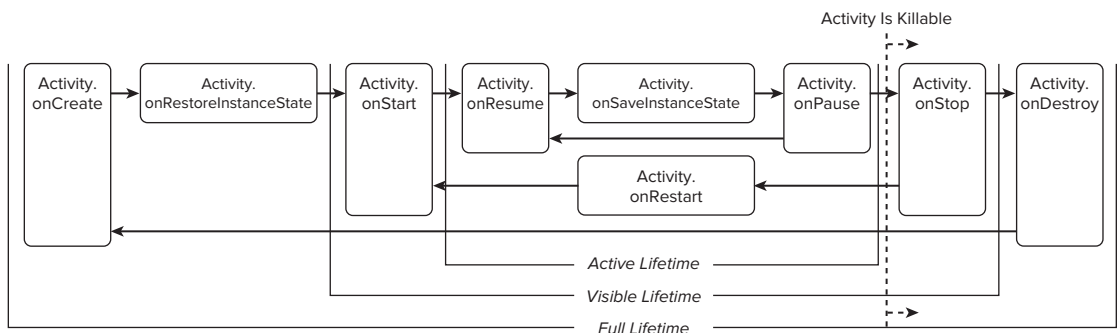 Activity Is Killable
Activity.
onCreate
Activity.
onRestoreInstanceState
Activity.
onStart
Activity.
onResume
Activity.
onSaveInstanceState
Activity.
onPause
Activity.
onStop
Activity.
onDestroy
Activity.
onRestart
Active Lifetime
Visible Lifetime
Full Lifetime